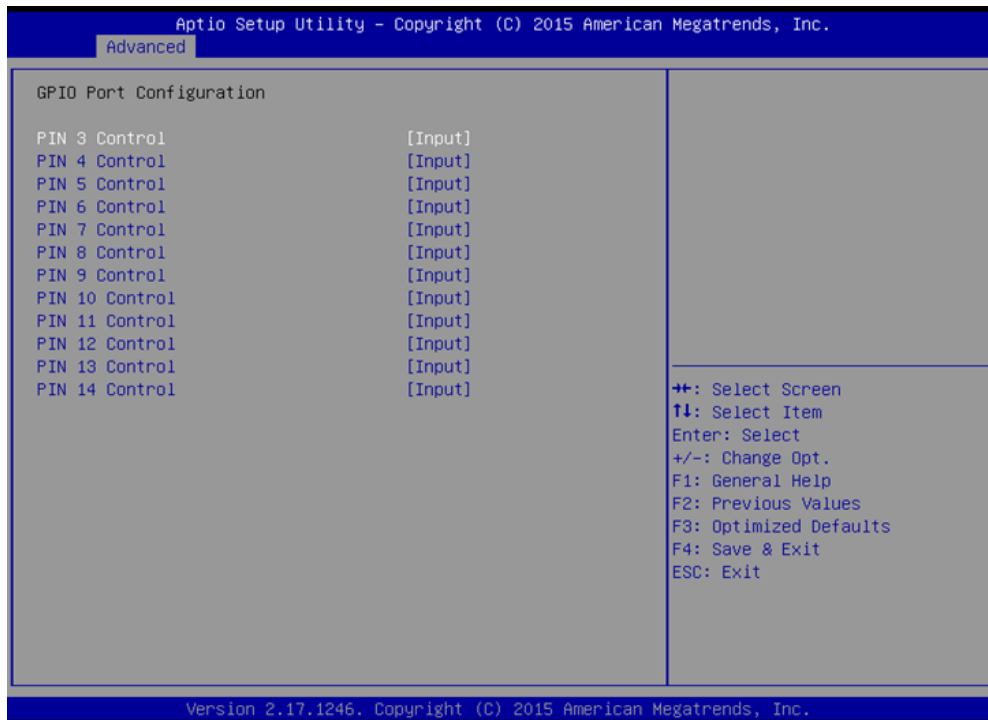 Aptio Setup Utility – Copyright (C) 2015 American Megatrends, Inc.
Advanced
GPIO Port Configuration
PIN 3 Control [Input]
PIN 4 Control [Input]
PIN 5 Control [Input]
PIN 6 Control [Input]
PIN 7 Control [Input]
PIN 8 Control [Input]
PIN 9 Control [Input]
PIN 10 Control [Input]
PIN 11 Control [Input]
PIN 12 Control [Input]
PIN 13 Control [Input]
PIN 14 Control [Input]
→←: Select Screen
↑↓: Select Item
Enter: Select
+/-: Change Opt.
F1: General Help
F2: Previous Values
F3: Optimized Defaults
F4: Save & Exit
ESC: Exit
Version 2.17.1246. Copyright (C) 2015 American Megatrends, Inc.